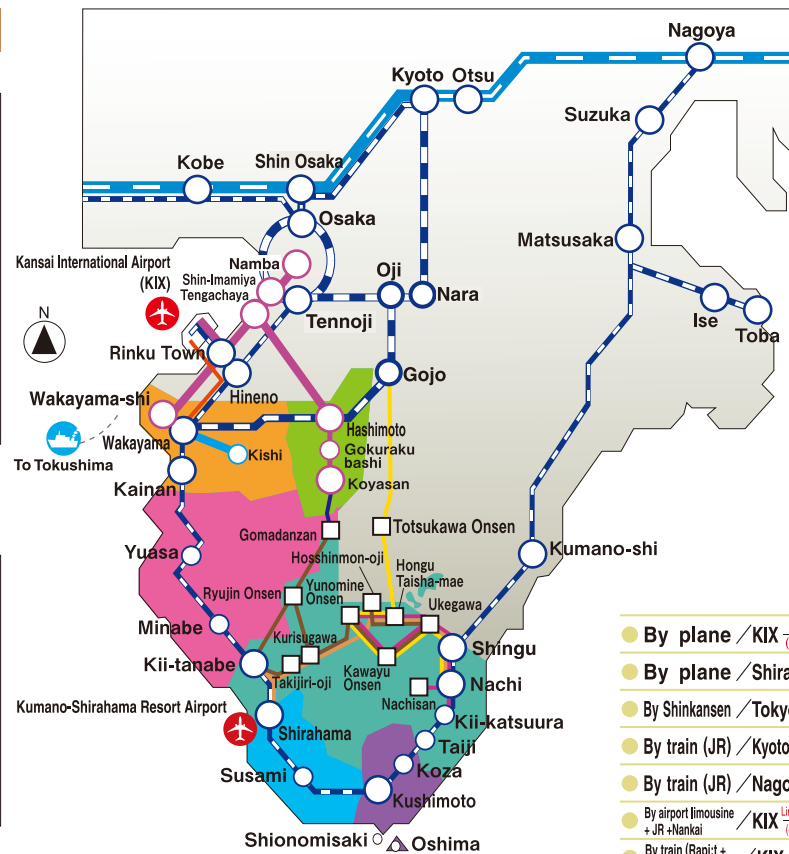 Nagoya
Kyoto
Otsu
Suzuka
Kobe
Shin Osaka
Osaka
Matsusaka
Kansai International Airport
(KIX)
Namba
Shin-Imamiya
Tengachaya
Oji
Nara
Tennoji
Ise
Toba
N
Rinku Town
Hineno
Gojo
Wakayama-shi
Wakayama
To Tokushima
Kishi
Hashimoto
Gokuraku
bashi
Koyasan
Kainan
Gomadanzan
Totsukawa Onsen
Yuasa
Hosshinmon-oji
Hongu
Taisha-mae
Kumano-shi
Ryujin Onsen
Yunomine
Onsen
Ukegawa
Minabe
Kurisugawa
Shingu
Kii-tanabe
Takijiri-oji
Kawayu
Onsen
Nachisan
Nachi
Kumano-Shirahama Resort Airport
Shirahama
Kii-katsuura
Taiji
Susami
Koza
Kushimoto
Shionomisaki
Oshima
By plane / KIX
By plane / Shira
By Shinkansen / Tokyo
By train (JR) / Kyoto
By train (JR) / Nago
By airport limousine
+ JR +Nankai / KIX
By train (Rapi:t + / KIX